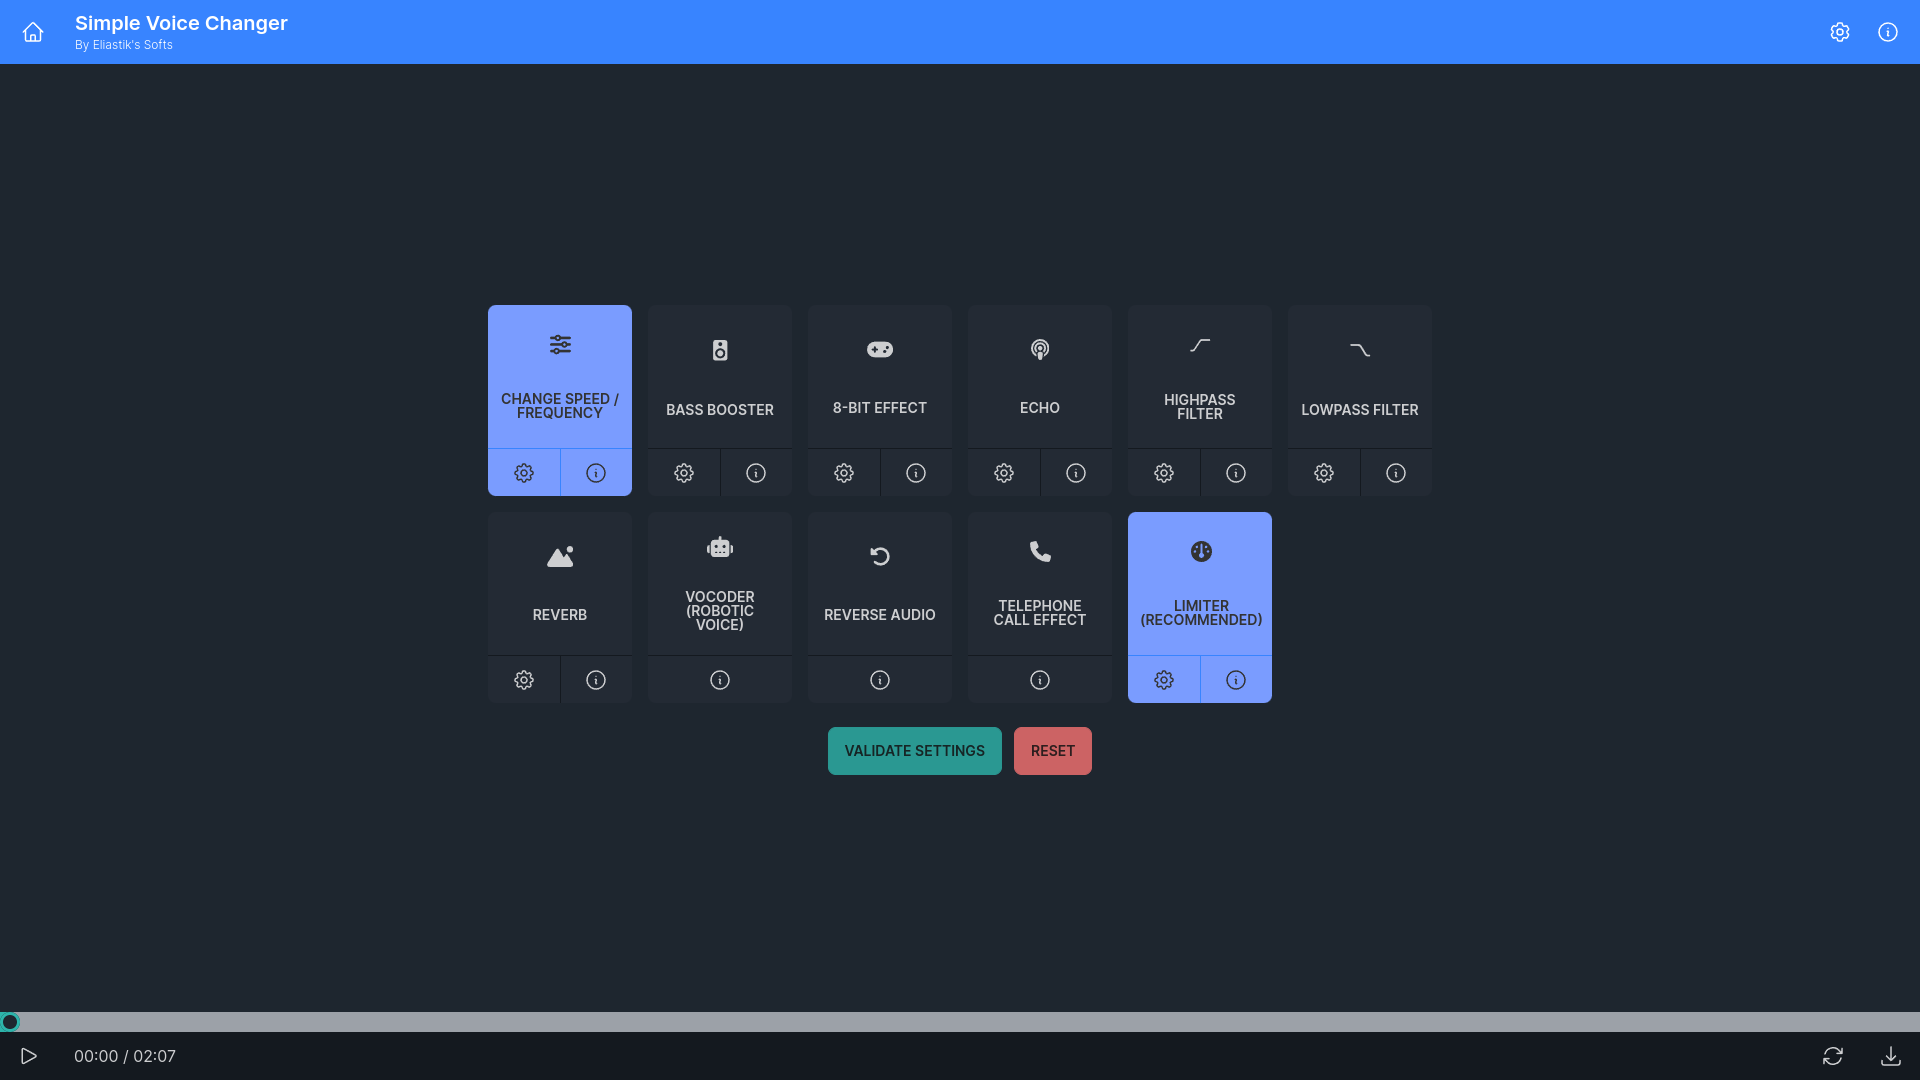 Simple Voice Changer
By Eliastik's Softs
CHANGE SPEED /
FREQUENCY
BASS BOOSTER
8-BIT EFFECT
ECHO
HIGHPASS
FILTER
LOWPASS FILTER
REVERB
VOCODER
(ROBOTIC
VOICE)
REVERSE AUDIO
TELEPHONE
CALL EFFECT
LIMITER
(RECOMMENDED)
VALIDATE SETTINGS
RESET
00:00 / 02:07